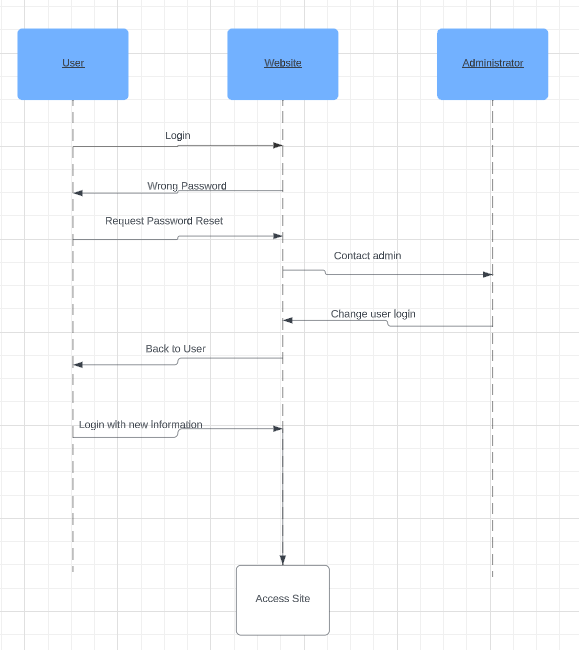 User
Website
Administrator
Login
Wrong Password
Request Password Reset
Contact admin
Change user login
Back to User
Login with new Information
Access Site